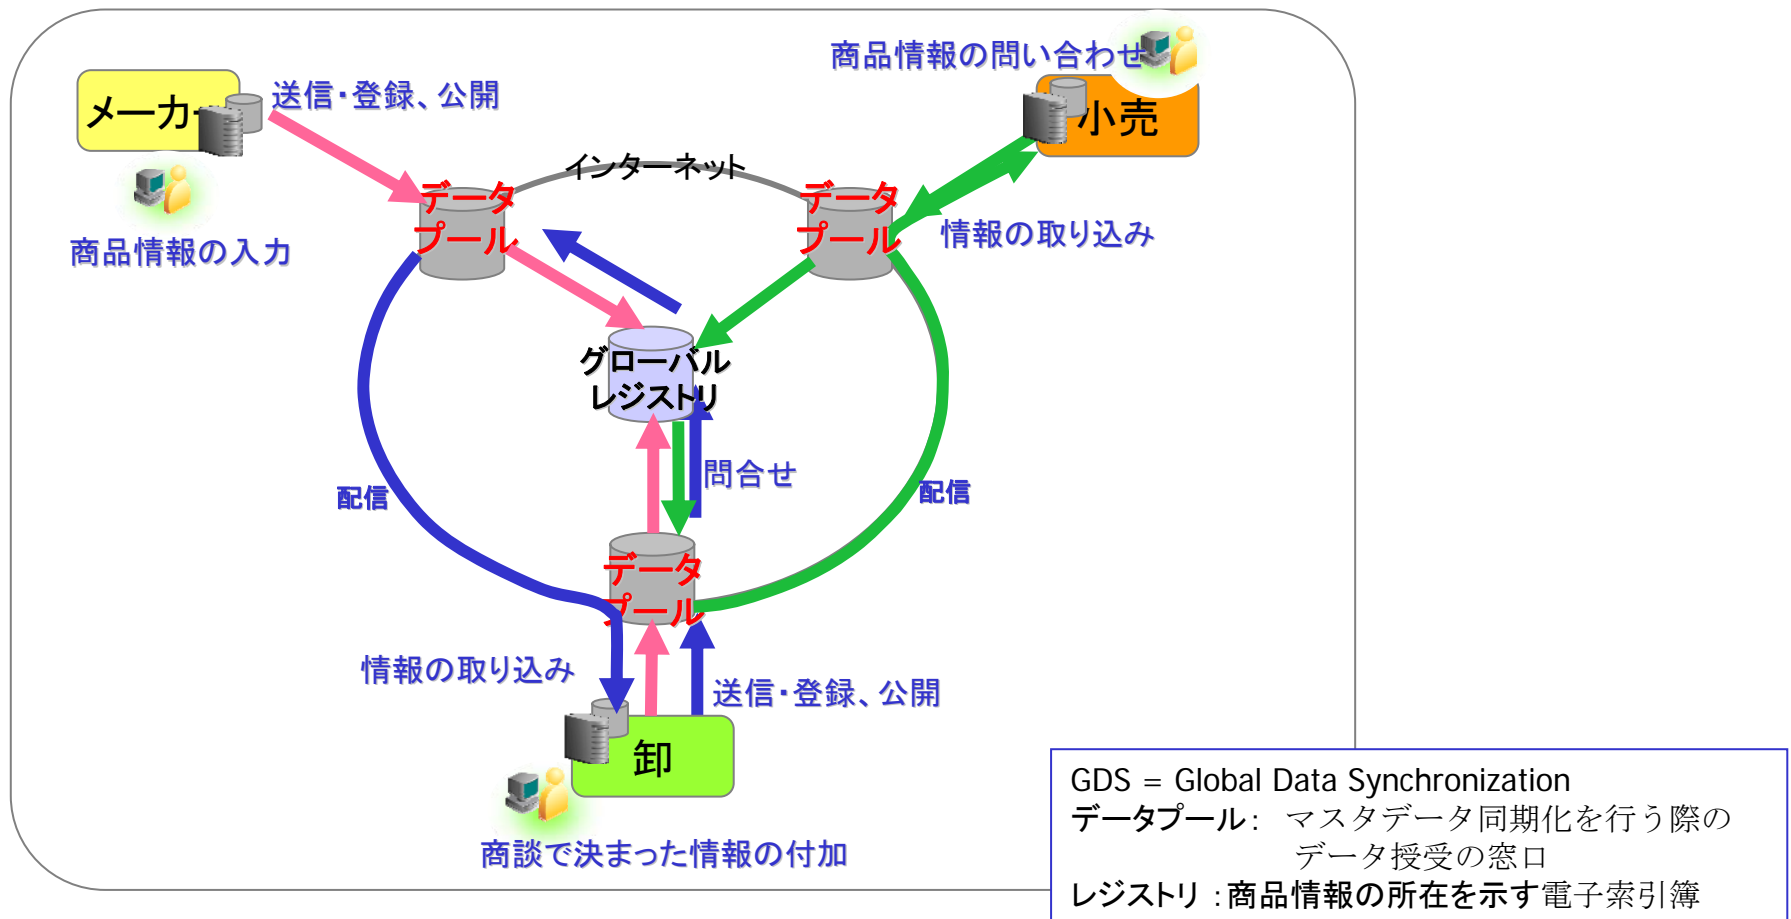 商品情報の問い合わせ
メーカー
送信・登録、公開
小売
インターネット
データ
プール
データ
プール
情報の取り込み
商品情報の入力
グローバル
レジストリ
問合せ
配信
配信
データ
プール
情報の取り込み
送信・登録、公開
卸
商談で決まった情報の付加
GDS = Global Data Synchronization
データプール： マスタデータ同期化を行う際の
データ授受の窓口
レジストリ：商品情報の所在を示す電子索引簿